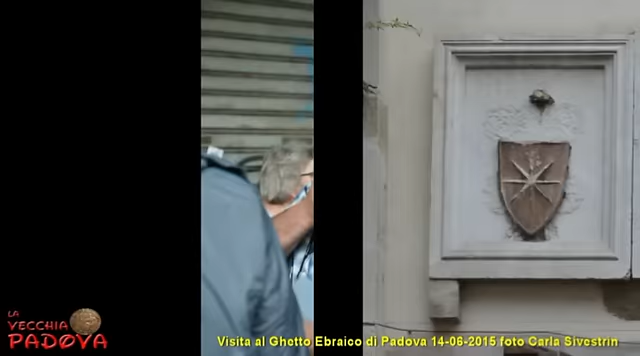 LA
VECCHIA
PADOVA
Visita al Ghetto Ebraico di Padova 14-06-2015 foto Carla Sivestrin